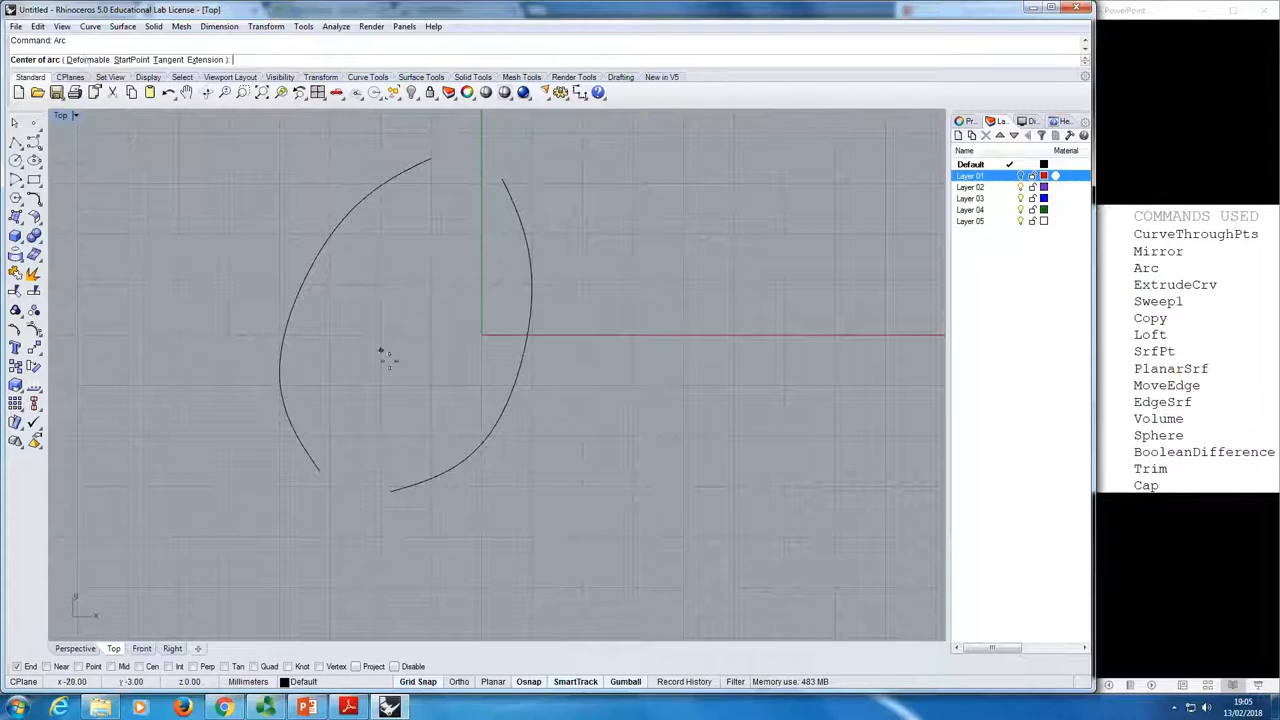 Untitled - Rhinoceros 5.0 Educational Lab License - [Top]
PowerPoint
File Edit View Curve Surface Solid Mesh Dimension Transform Tools Analyze Render Panels Help
Command: Arc
Center of arc ( Deformable StartPoint Tangent Extension ):
Standard CPlanes Set View Display Select Viewport Layout Visibility Transform Curve Tools Surface Tools Solid Tools Mesh Tools Render Tools Drafting New in V5
Top
Pr... La... Di... He...
Name Material
Default
Layer 01
Layer 02
Layer 03
Layer 04
Layer 05
COMMANDS USED
CurveThroughPts
Mirror
Arc
ExtrudeCrv
Sweep1
Copy
Loft
SrfPt
PlanarSrf
MoveEdge
EdgeSrf
Volume
Sphere
BooleanDifference
Trim
Cap
y
x
Perspective Top Front Right
End Near Point Mid Cen Int Perp Tan Quad Knot Vertex Project Disable
CPlane x -20.00 y -3.00 z 0.00 Millimeters Default Grid Snap Ortho Planar Osnap SmartTrack Gumball Record History Filter Memory use: 483 MB
19:05
13/02/2018